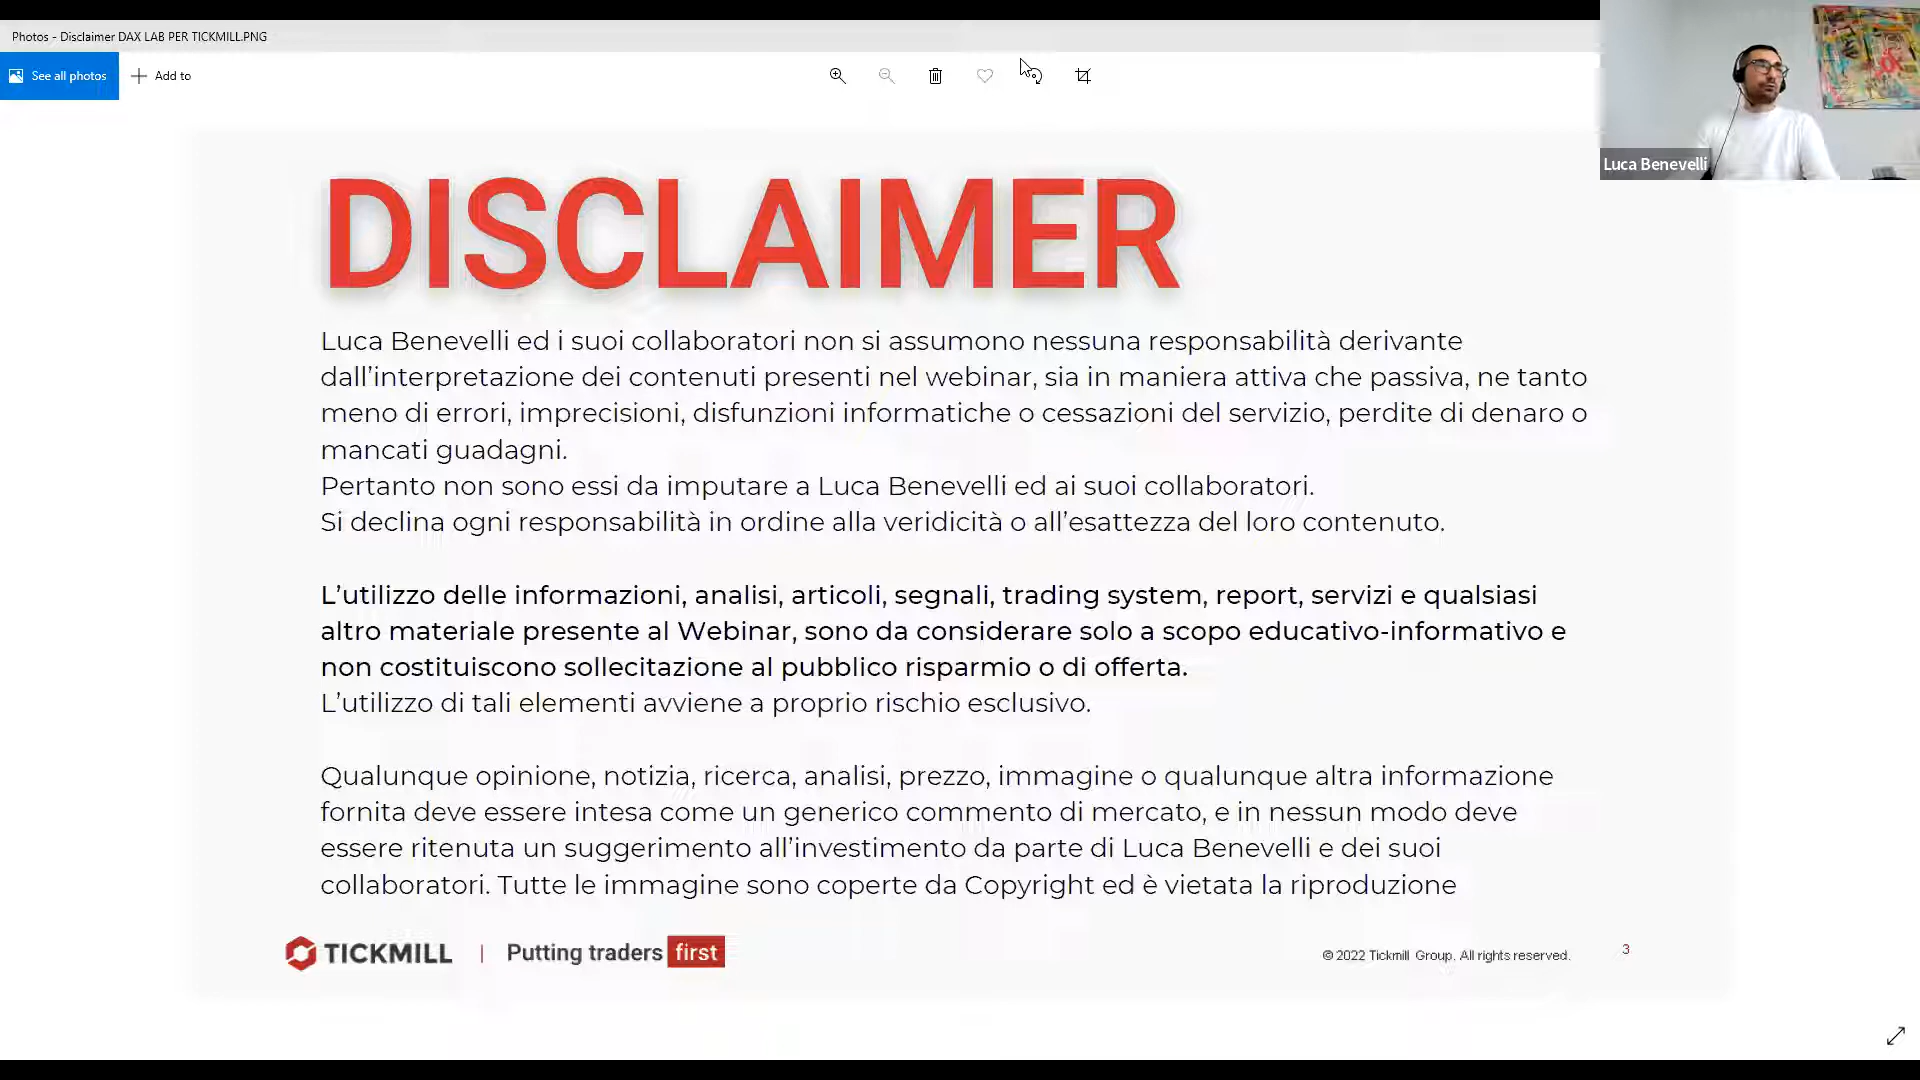 Photos - Disclaimer DAX LAB PER TICKMILL.PNG
See all photos
Add to
Luca Benevelli
DISCLAIMER
Luca Benevelli ed i suoi collaboratori non si assumono nessuna responsabilità derivante
dall'interpretazione dei contenuti presenti nel webinar, sia in maniera attiva che passiva, ne tanto
meno di errori, imprecisioni, disfunzioni informatiche o cessazioni del servizio, perdite di denaro o
mancati guadagni.
Pertanto non sono essi da imputare a Luca Benevelli ed ai suoi collaboratori.
Si declina ogni responsabilità in ordine alla veridicità o all'esattezza del loro contenuto.
L'utilizzo delle informazioni, analisi, articoli, segnali, trading system, report, servizi e qualsiasi
altro materiale presente al Webinar, sono da considerare solo a scopo educativo-informativo e
non costituiscono sollecitazione al pubblico risparmio o di offerta.
L'utilizzo di tali elementi avviene a proprio rischio esclusivo.
Qualunque opinione, notizia, ricerca, analisi, prezzo, immagine o qualunque altra informazione
fornita deve essere intesa come un generico commento di mercato, e in nessun modo deve
essere ritenuta un suggerimento all'investimento da parte di Luca Benevelli e dei suoi
collaboratori. Tutte le immagine sono coperte da Copyright ed è vietata la riproduzione
TICKMILL | Putting traders first
© 2022 Tickmill Group. All rights reserved.
3